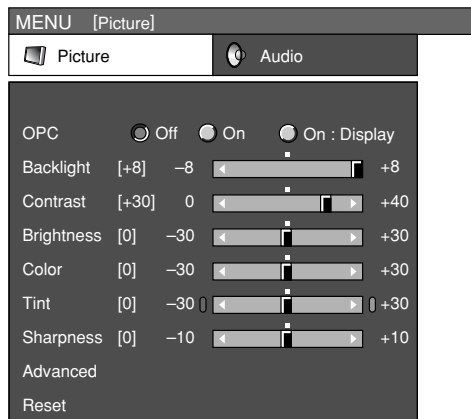 MENU [Picture]
Picture Audio
OPC Off On On : Display
Backlight [+8] –8 +8
Contrast [+30] 0 +40
Brightness [0] –30 +30
Color [0] –30 +30
Tint [0] –30 +30
Sharpness [0] –10 +10
Advanced
Reset